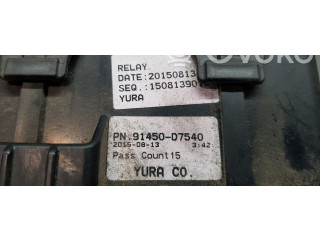 RELAY
DATE:20150813
SEQ.:15081390
YURA
PN.91450-D7540
2015-08-13 3:42
Pass Count15
YURA CO.